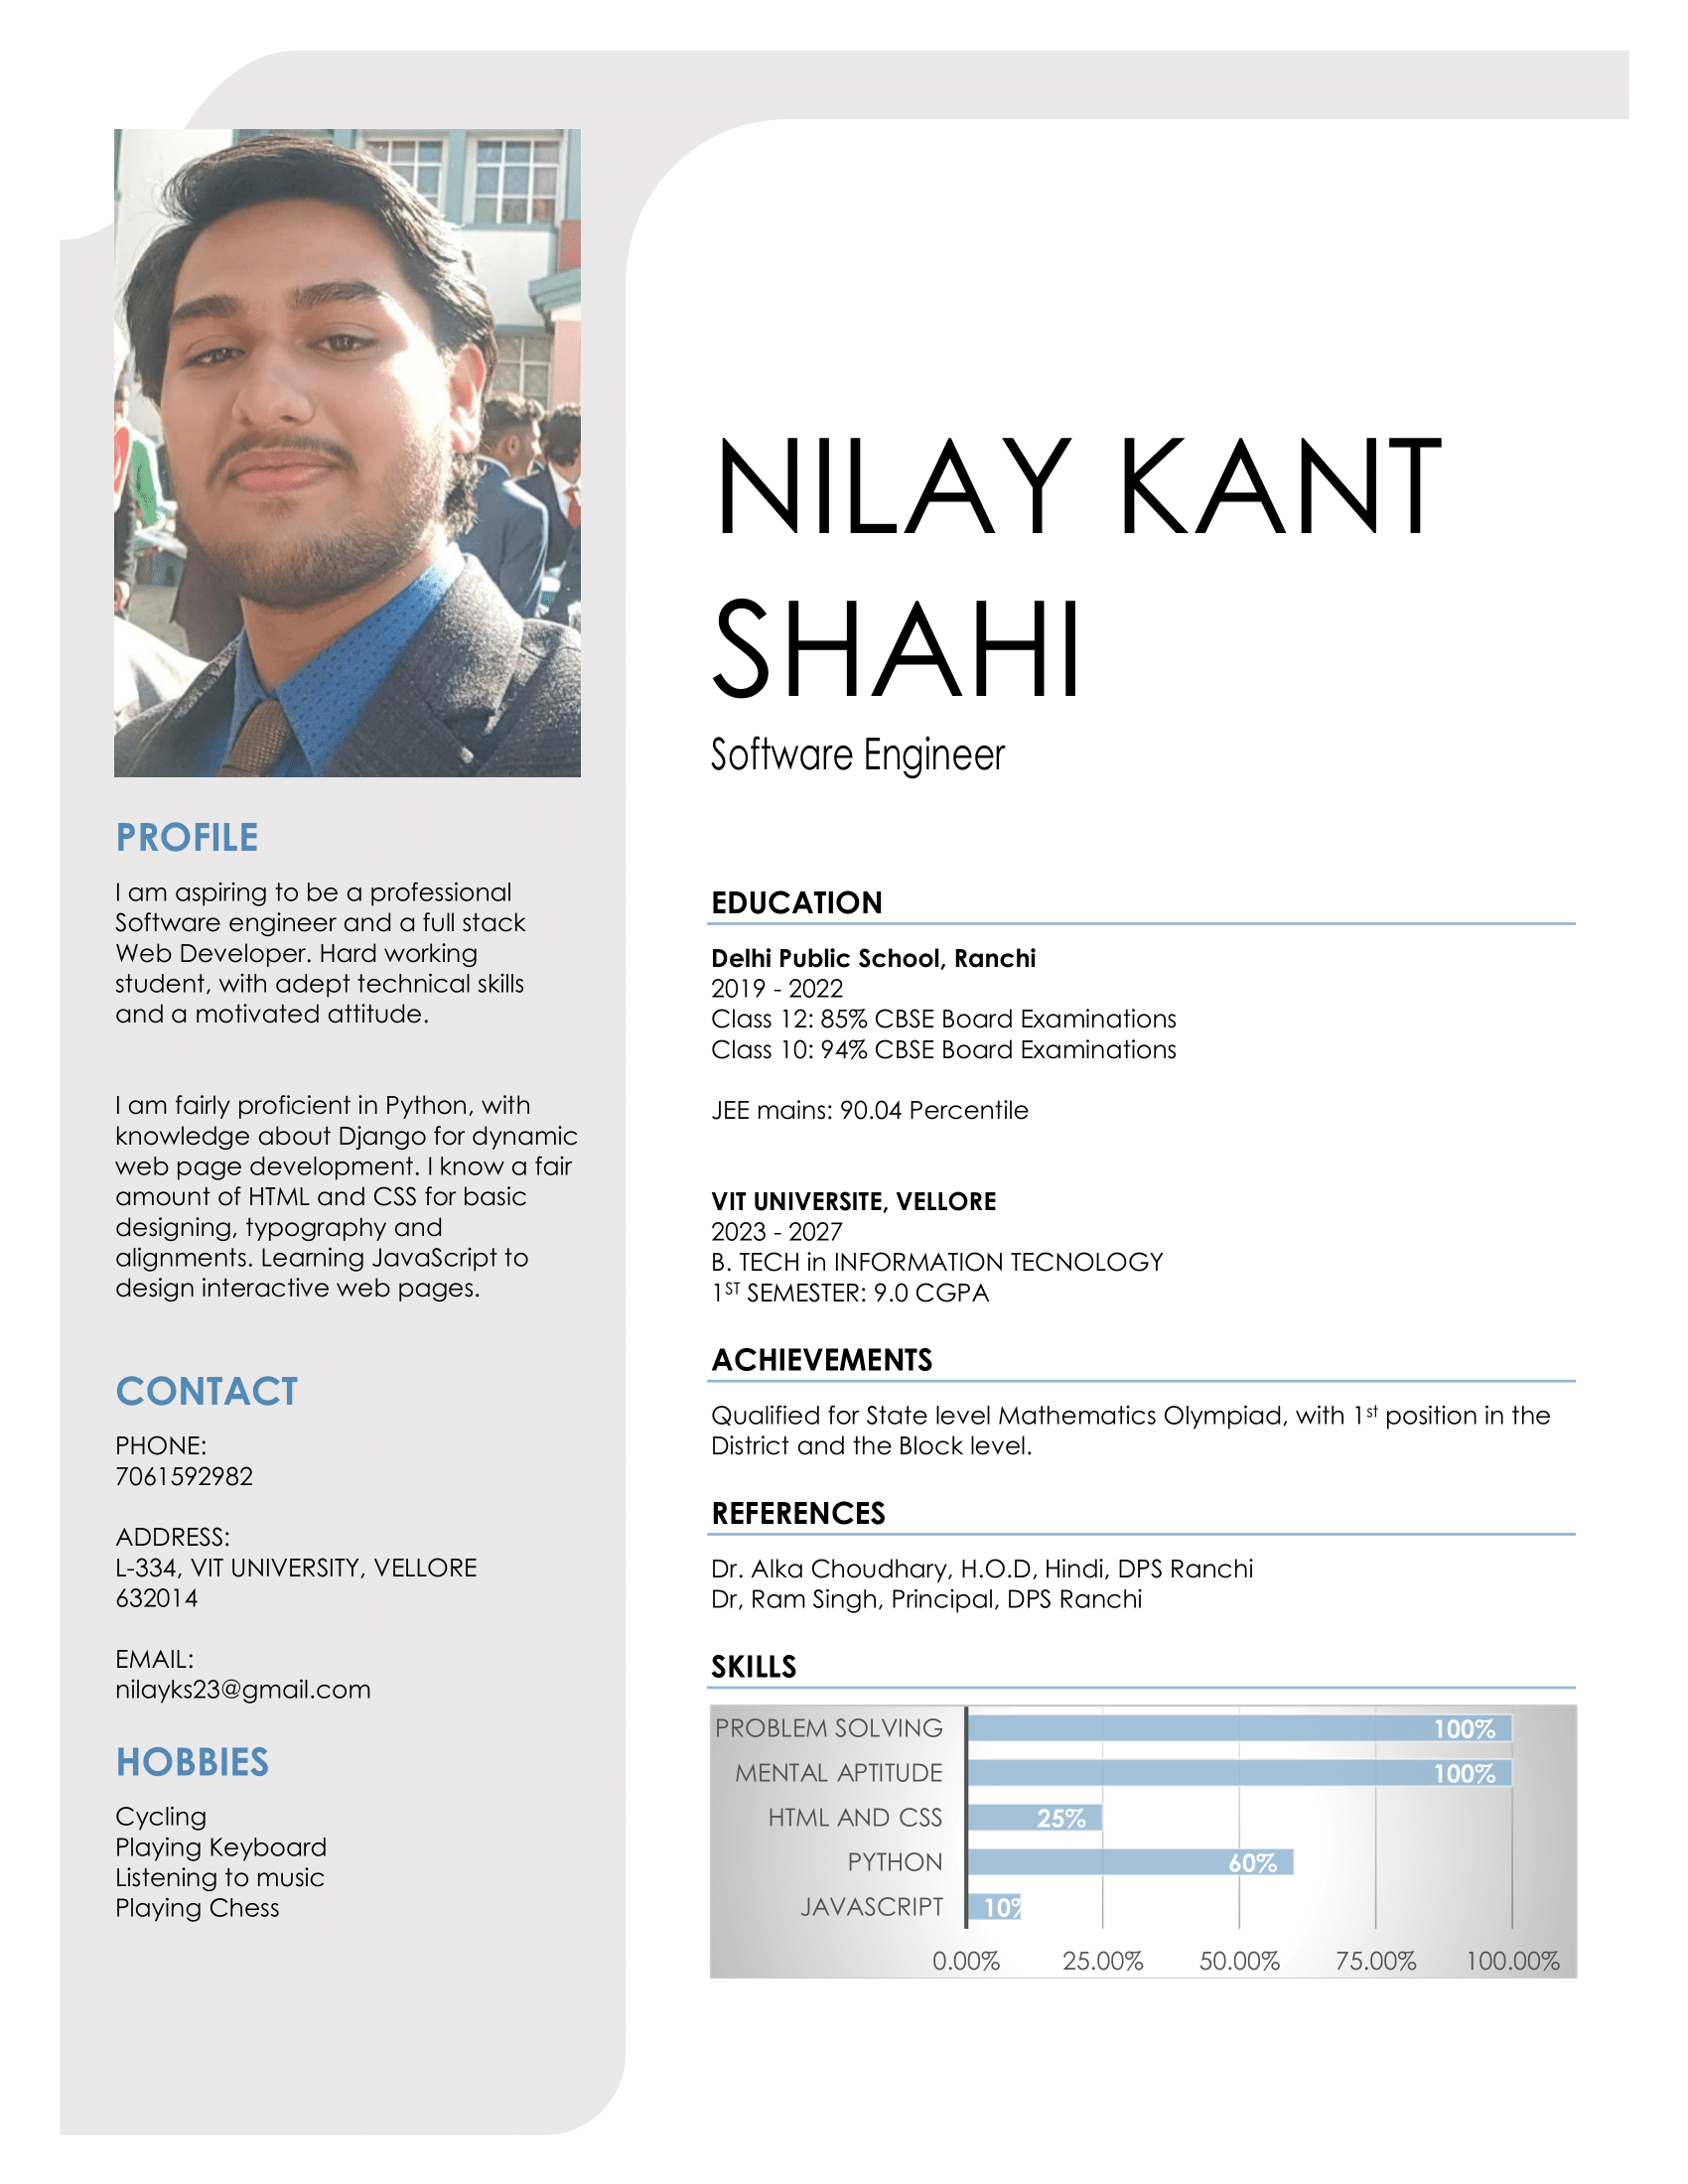 NILAY KANT
SHAHI
Software Engineer
PROFILE
I am aspiring to be a professional
Software engineer and a full stack
Web Developer. Hard working
student, with adept technical skills
and a motivated attitude.
I am fairly proficient in Python, with
knowledge about Django for dynamic
web page development. I know a fair
amount of HTML and CSS for basic
designing, typography and
alignments. Learning JavaScript to
design interactive web pages.
CONTACT
PHONE:
7061592982
ADDRESS:
L-334, VIT UNIVERSITY, VELLORE
632014
EMAIL:
nilayks23@gmail.com
HOBBIES
Cycling
Playing Keyboard
Listening to music
Playing Chess
EDUCATION
Delhi Public School, Ranchi
2019 - 2022
Class 12: 85% CBSE Board Examinations
Class 10: 94% CBSE Board Examinations
JEE mains: 90.04 Percentile
VIT UNIVERSITE, VELLORE
2023 - 2027
B. TECH in INFORMATION TECNOLOGY
1ST SEMESTER: 9.0 CGPA
ACHIEVEMENTS
Qualified for State level Mathematics Olympiad, with 1st position in the
District and the Block level.
REFERENCES
Dr. Alka Choudhary, H.O.D, Hindi, DPS Ranchi
Dr, Ram Singh, Principal, DPS Ranchi
SKILLS
PROBLEM SOLVING 100%
MENTAL APTITUDE 100%
HTML AND CSS 25%
PYTHON 60%
JAVASCRIPT 10%
0.00% 25.00% 50.00% 75.00% 100.00%